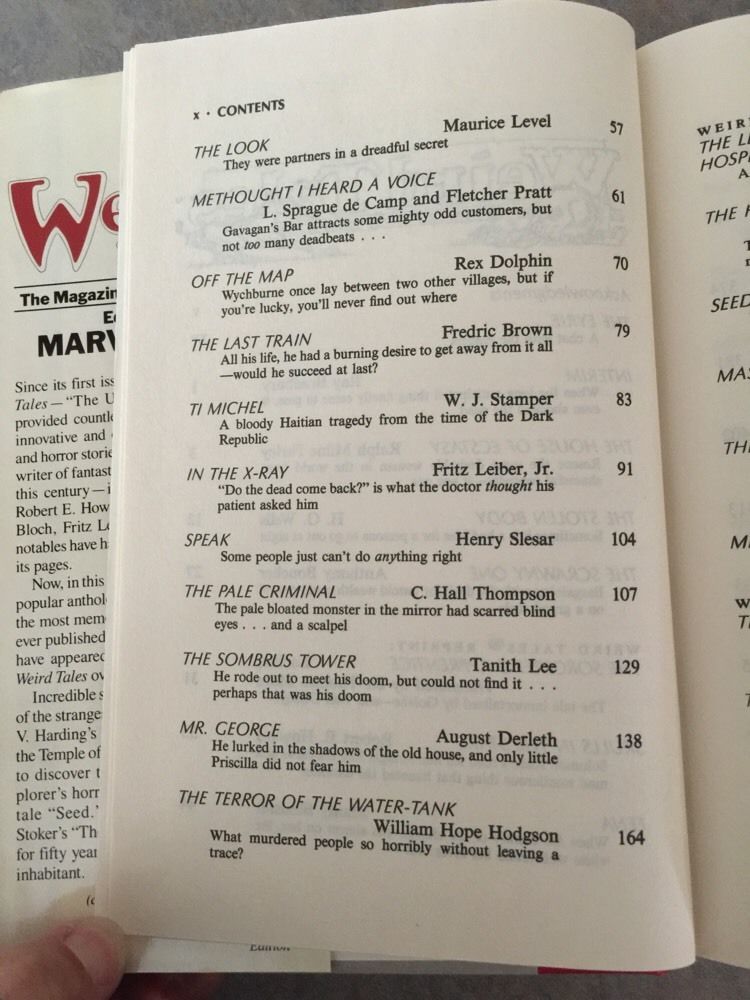 We
The Magazin
E
MARV
Since its first iss
Tales—"The U
provided countl
innovative and
and horror storie
writer of fantast
this century—i
Robert E. How
Bloch, Fritz Le
notables have h
its pages.
Now, in this
popular anthol
the most mem
ever published
have appeared
Weird Tales ov
Incredible s
of the strange
V. Harding's
the Temple of
to discover t
plorer's horr
tale "Seed."
Stoker's "Th
for fifty year
inhabitant.
(c
Edition
x · CONTENTS
THE LOOK Maurice Level 57
They were partners in a dreadful secret
METHOUGHT I HEARD A VOICE
L. Sprague de Camp and Fletcher Pratt 61
Gavagan's Bar attracts some mighty odd customers, but
not too many deadbeats . . .
OFF THE MAP Rex Dolphin 70
Wychburne once lay between two other villages, but if
you're lucky, you'll never find out where
THE LAST TRAIN Fredric Brown 79
All his life, he had a burning desire to get away from it all
—would he succeed at last?
TI MICHEL W. J. Stamper 83
A bloody Haitian tragedy from the time of the Dark
Republic
IN THE X-RAY Fritz Leiber, Jr. 91
"Do the dead come back?" is what the doctor thought his
patient asked him
SPEAK Henry Slesar 104
Some people just can't do anything right
THE PALE CRIMINAL C. Hall Thompson 107
The pale bloated monster in the mirror had scarred blind
eyes . . . and a scalpel
THE SOMBRUS TOWER Tanith Lee 129
He rode out to meet his doom, but could not find it . . .
perhaps that was his doom
MR. GEORGE August Derleth 138
He lurked in the shadows of the old house, and only little
Priscilla did not fear him
THE TERROR OF THE WATER-TANK
William Hope Hodgson 164
What murdered people so horribly without leaving a
trace?
WEIR
THE L
HOSP
A
THE
SEED
MAS
TH
M
W
T